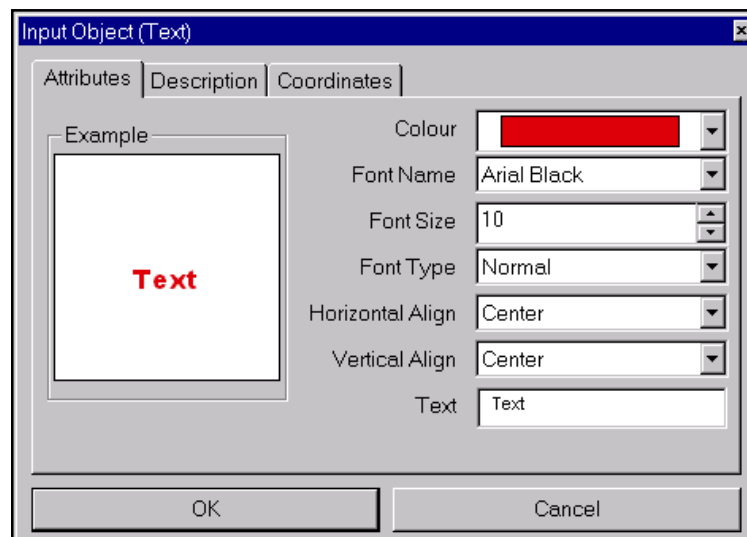 Input Object (Text)
Attributes Description Coordinates
Example
Text
Colour
Font Name Arial Black
Font Size 10
Font Type Normal
Horizontal Align Center
Vertical Align Center
Text Text
OK Cancel